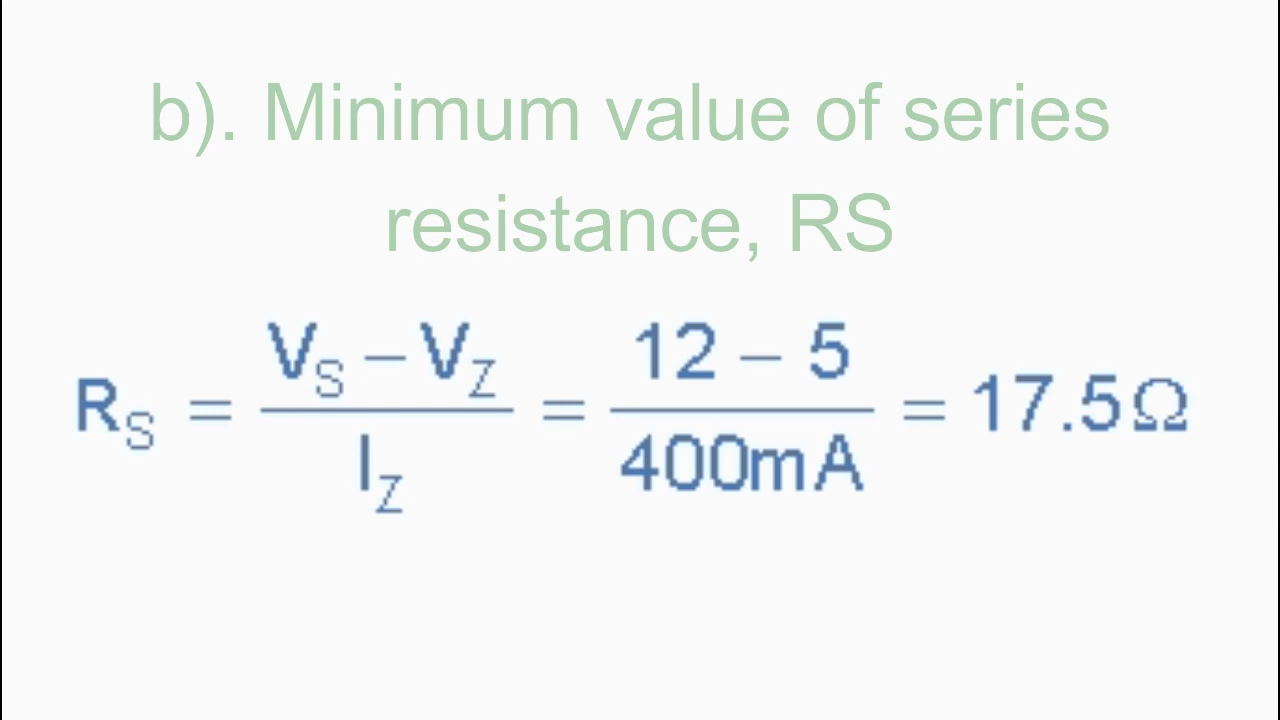 b). Minimum value of series
resistance, RS
R_S = (V_S – V_Z) / I_Z = (12 – 5) / 400mA = 17.5Ω